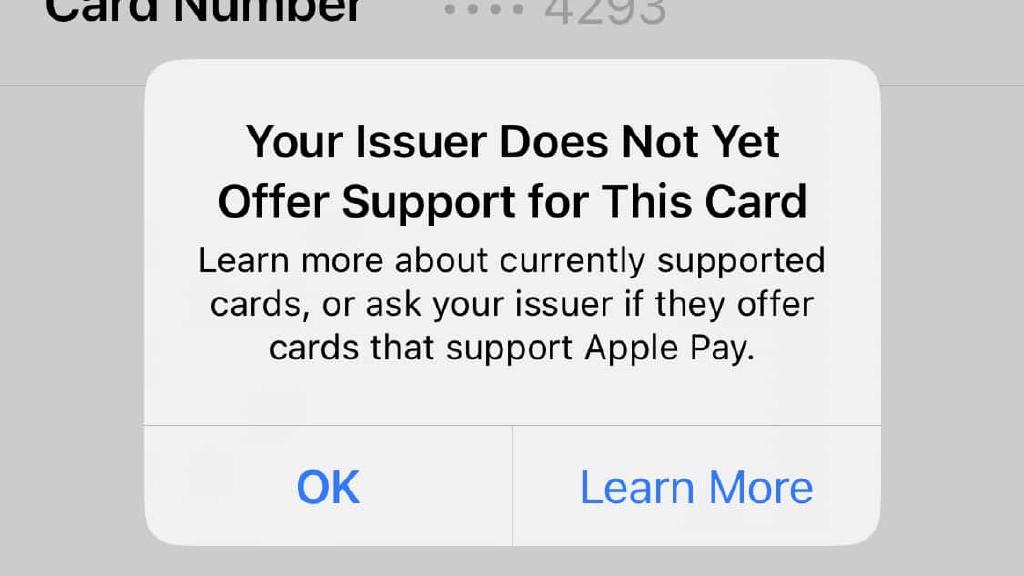 Card Number •••• 4293
Your Issuer Does Not Yet
Offer Support for This Card
Learn more about currently supported
cards, or ask your issuer if they offer
cards that support Apple Pay.
OK Learn More